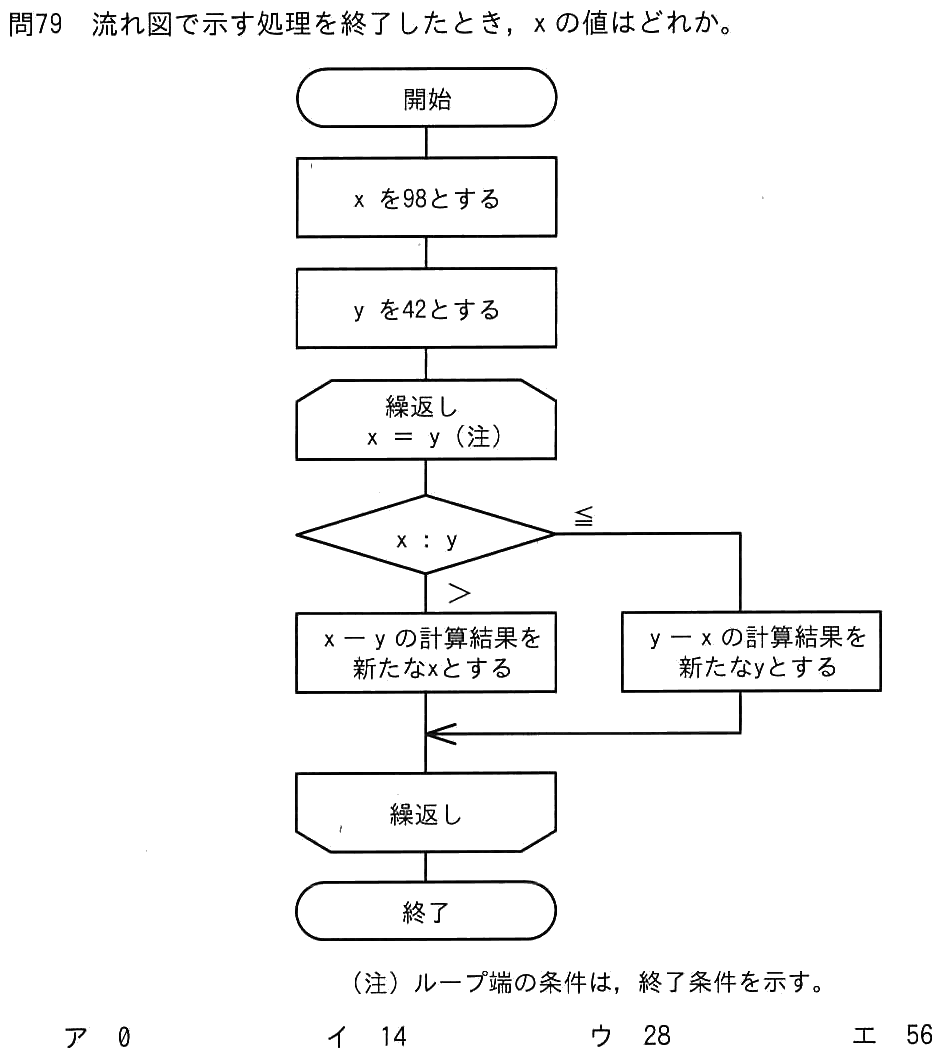 問79 流れ図で示す処理を終了したとき，xの値はどれか。
開始
x を98とする
y を42とする
繰返し
x ＝ y（注）
x : y
≦
＞
x － y の計算結果を
新たなxとする
y － x の計算結果を
新たなyとする
繰返し
終了
（注）ループ端の条件は，終了条件を示す。
ア 0 イ 14 ウ 28 エ 56